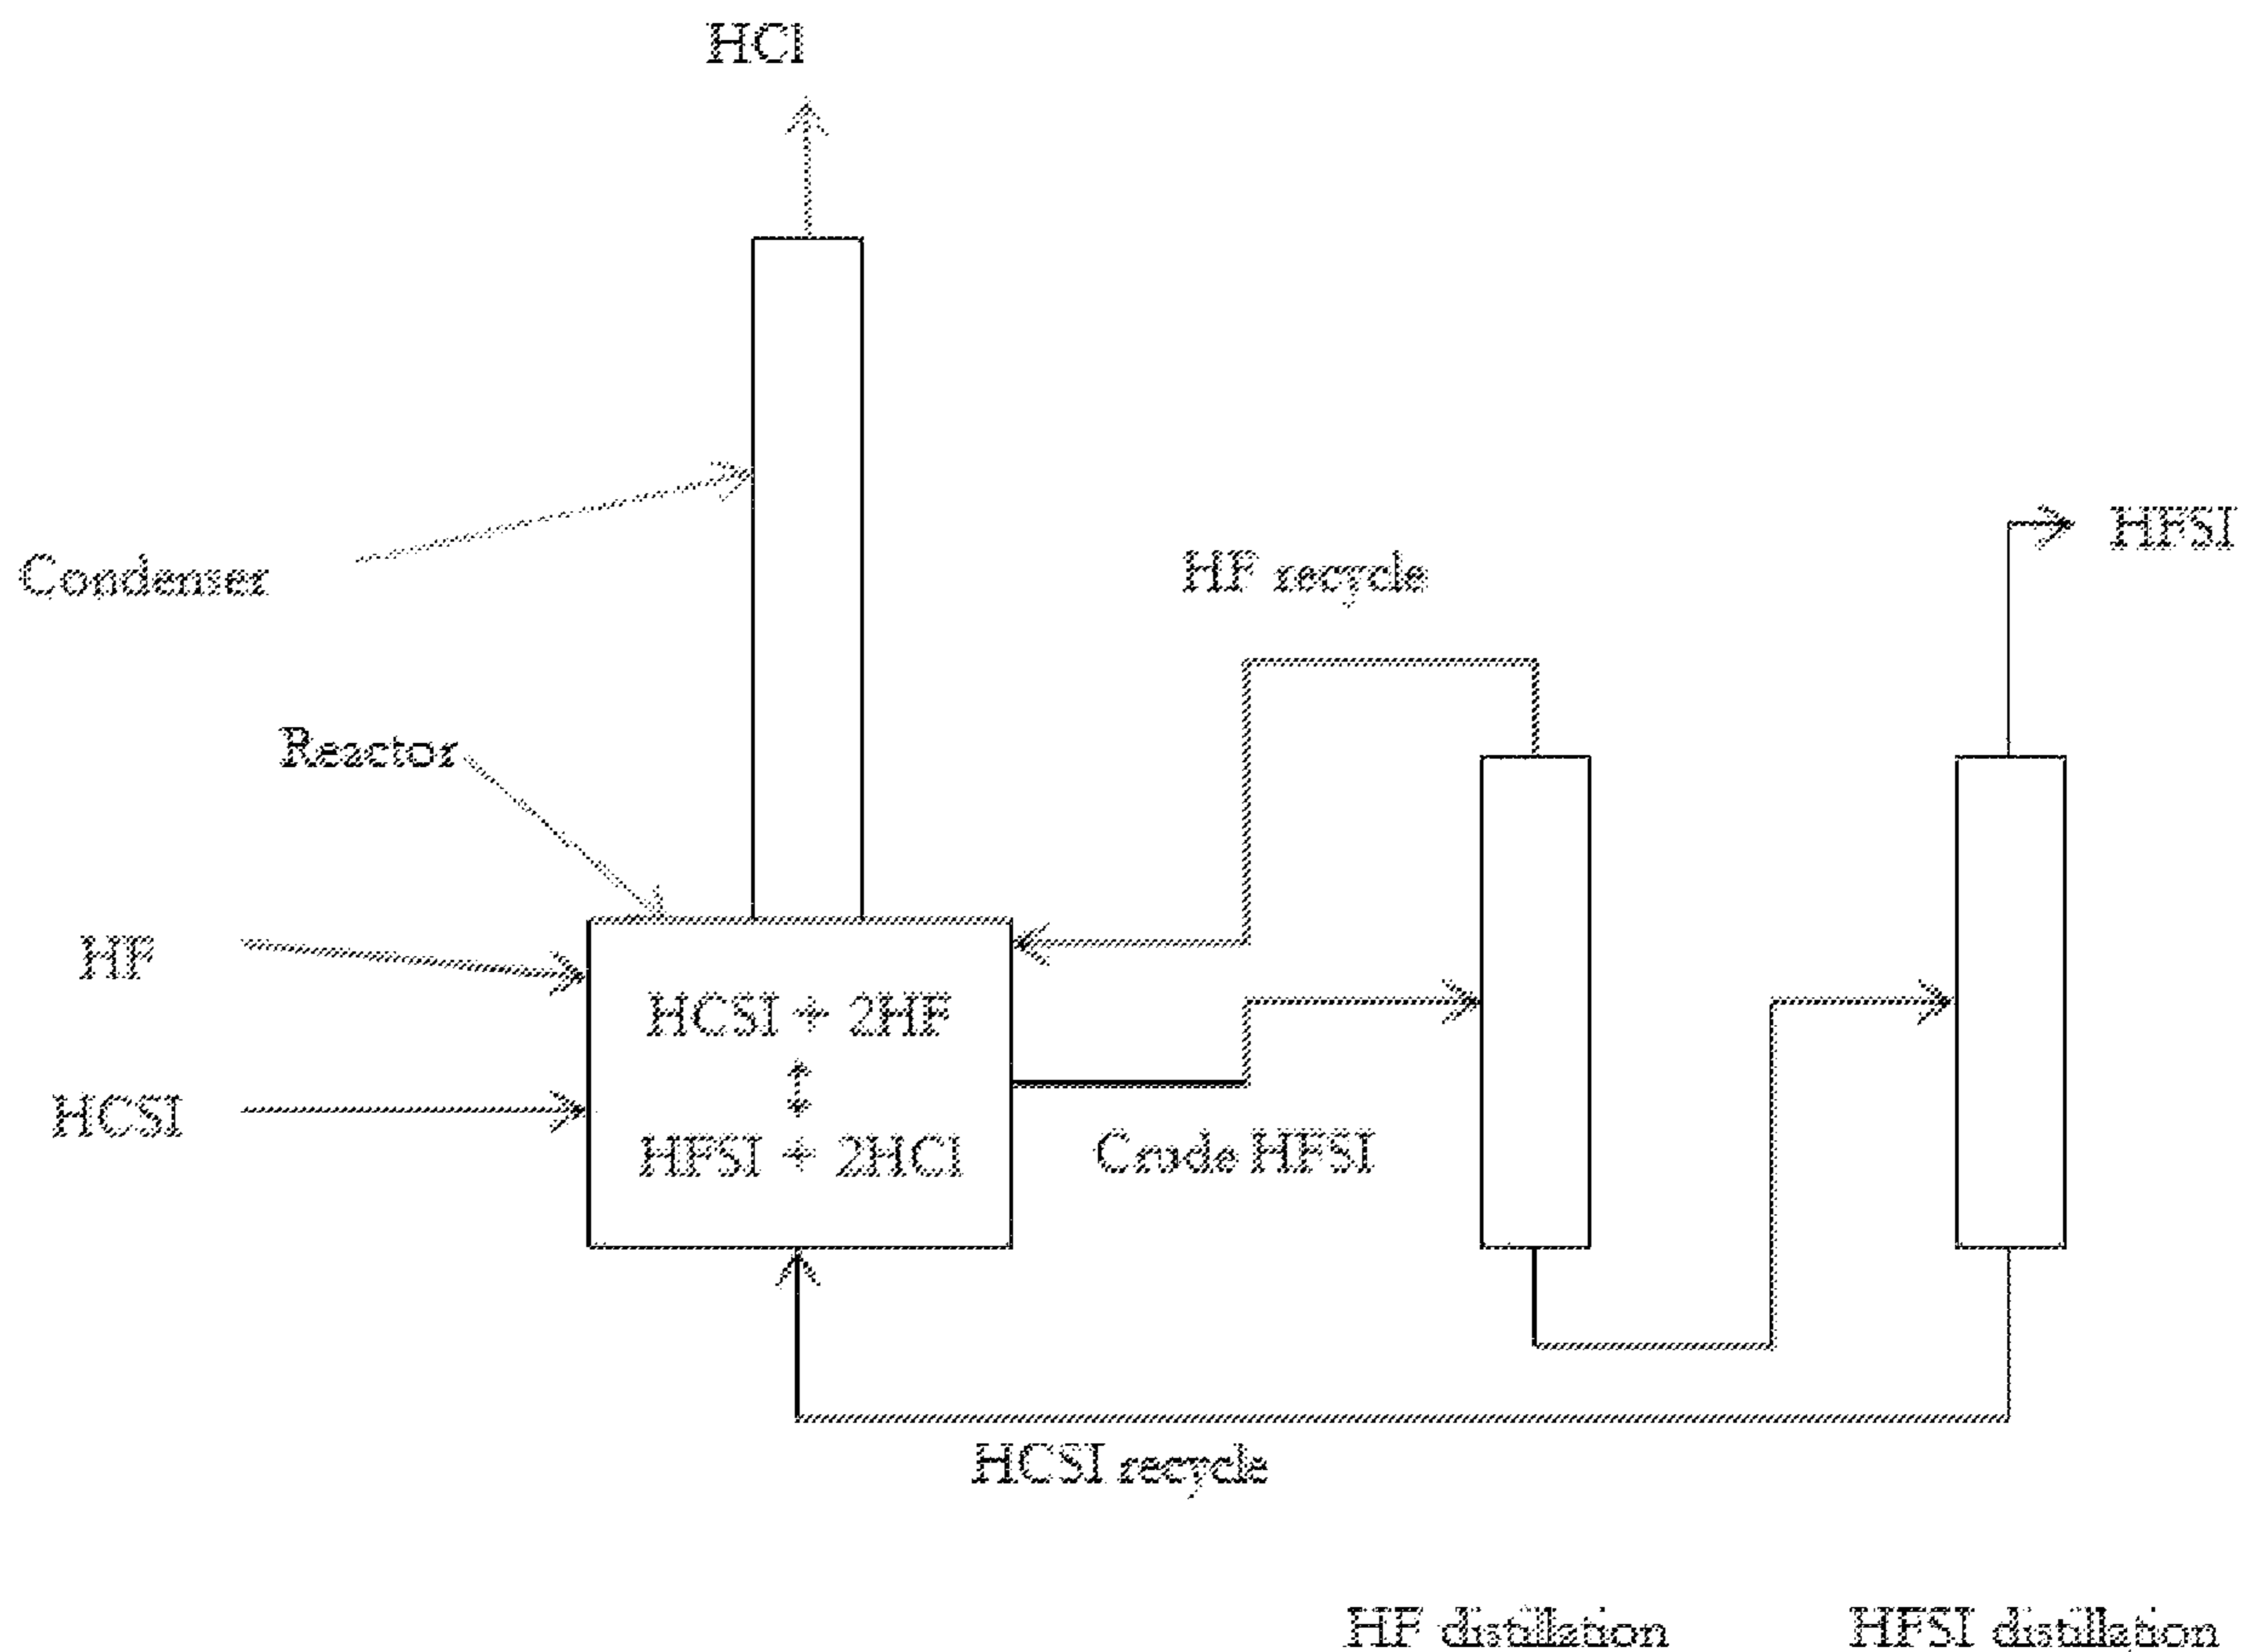 HCl
Condenser
HFSI
HF recycle
Reactor
HF
HCSI + 2HF
HCSI
HFSI + 2HCl
Crude HFSI
HCSI recycle
HF distillation
HFSI distillation